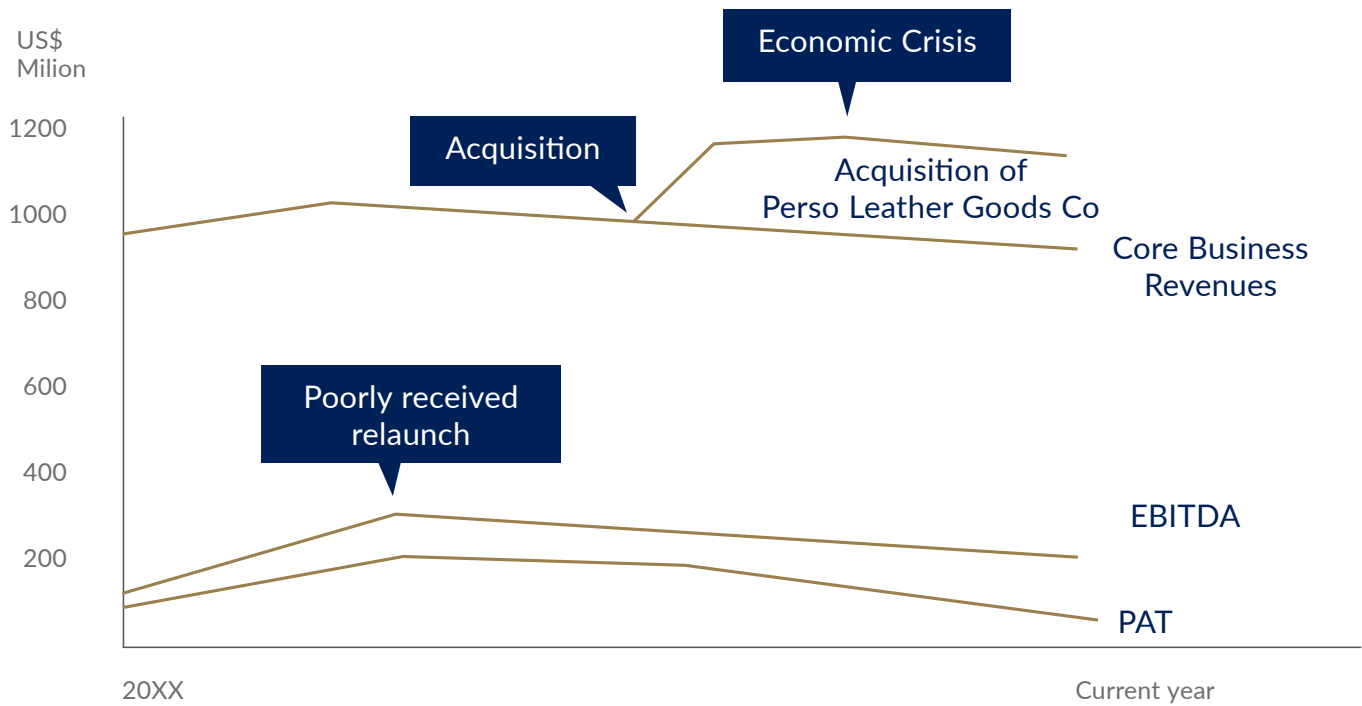 US$
Milion
Economic Crisis
1200
Acquisition
Acquisition of
Perso Leather Goods Co
1000
Core Business
Revenues
800
600
Poorly received
relaunch
400
EBITDA
200
PAT
20XX
Current year